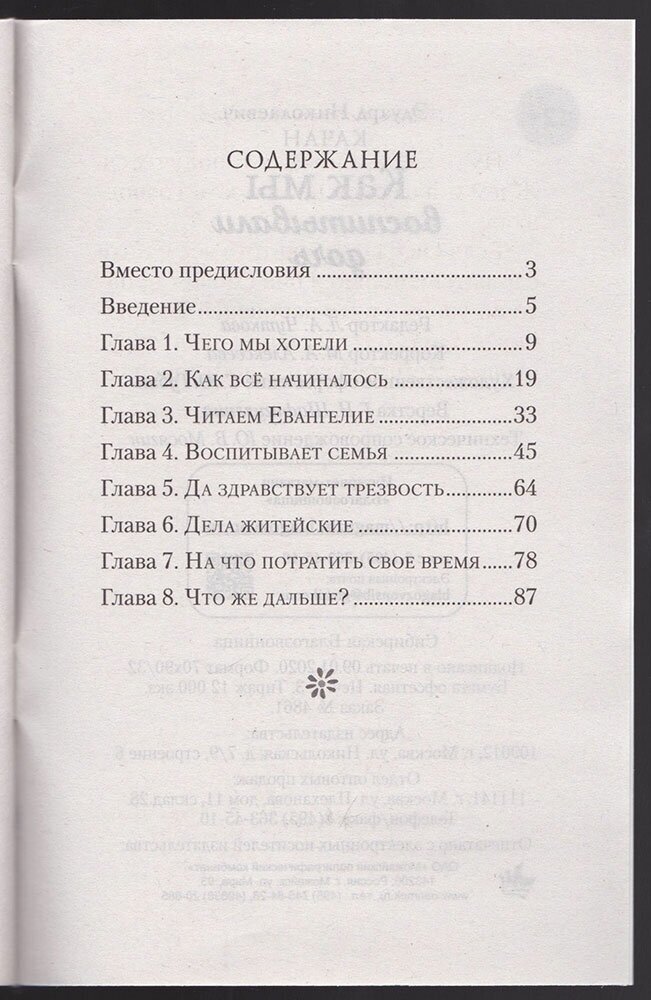 СОДЕРЖАНИЕ
Вместо предисловия ........ 3
Введение ........ 5
Глава 1. Чего мы хотели ........ 9
Глава 2. Как всё начиналось ........ 19
Глава 3. Читаем Евангелие ........ 33
Глава 4. Воспитывает семья ........ 45
Глава 5. Да здравствует трезвость ........ 64
Глава 6. Дела житейские ........ 70
Глава 7. На что потратить свое время ........ 78
Глава 8. Что же дальше? ........ 87